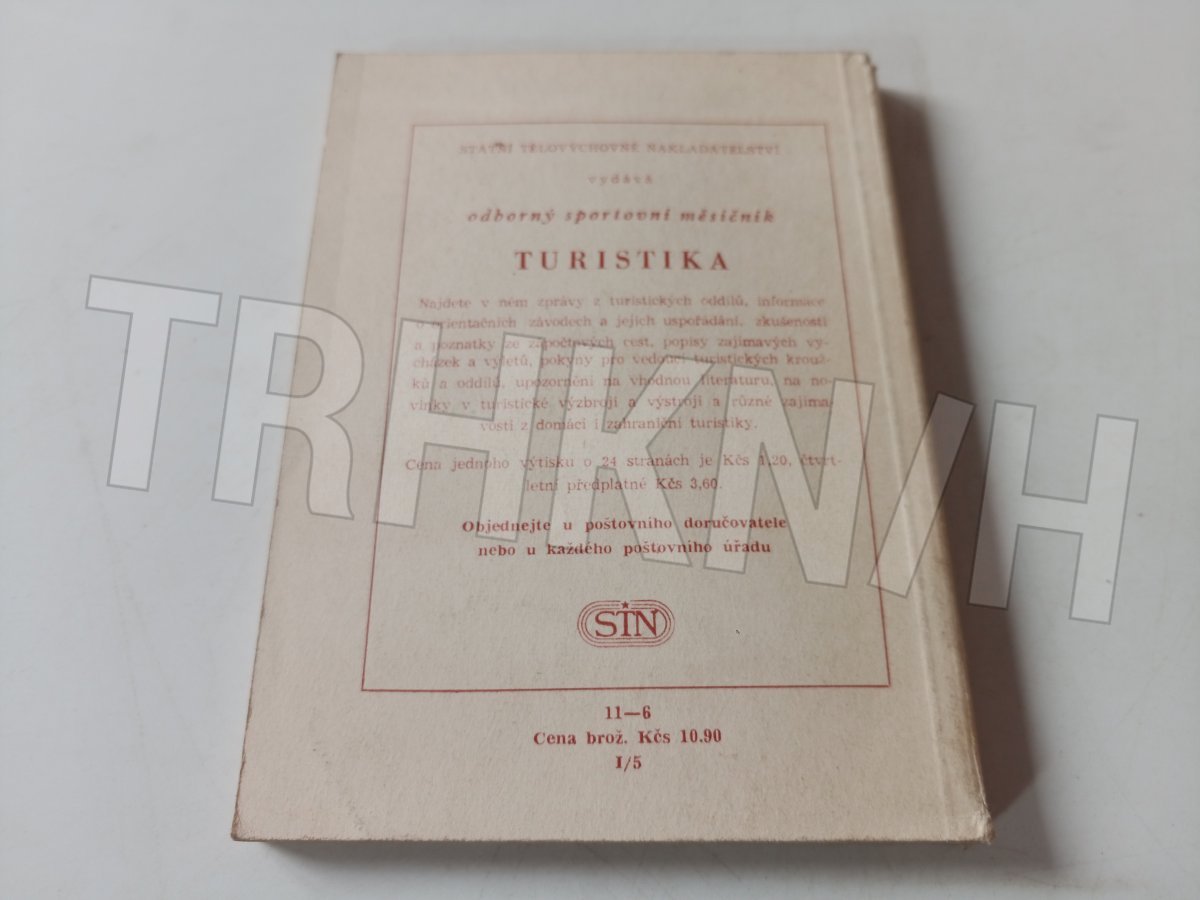 STÁTNÍ TĚLOVÝCHOVNÉ NAKLADATELSTVÍ
vydává
odborný sportovní měsíčník
TURISTIKA
Najdete v něm zprávy z turistických oddílů, informace
o orientačních závodech a jejich uspořádání, zkušenosti
a poznatky ze zápočtových cest, popisy zajímavých vy-
cházek a výletů, pokyny pro vedoucí turistických krouž-
ků a oddílů, upozornění na vhodnou literaturu, na no-
vinky v turistické výzbroji a výstroji a různé zajíma-
vosti z domácí i zahraniční turistiky.
Cena jednoho výtisku o 24 stranách je Kčs 1,20, čtvrt-
letní předplatné Kčs 3,60.
Objednejte u poštovního doručovatele
nebo u každého poštovního úřadu
STN
11—6
Cena brož. Kčs 10.90
I/5
TRHKNIH